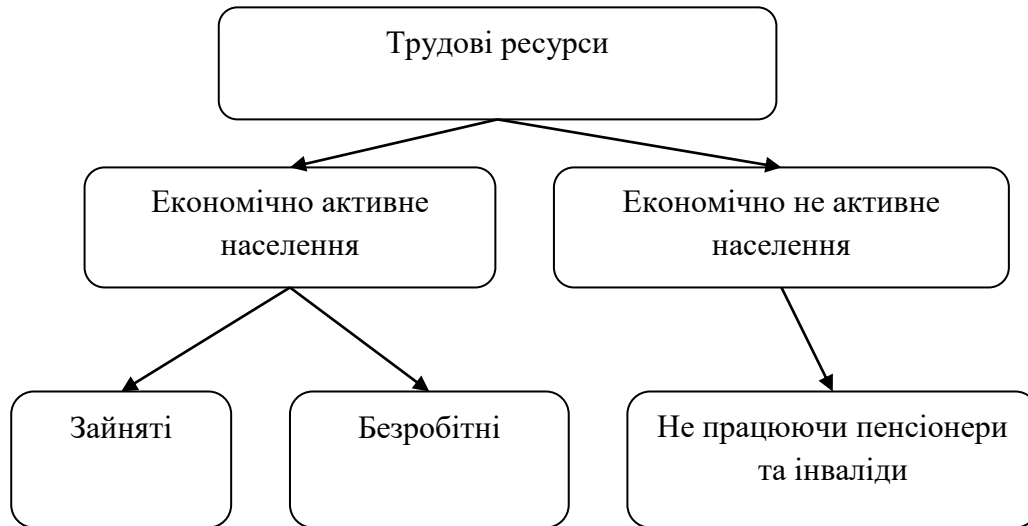 Трудові ресурси
Економічно активне
населення
Економічно не активне
населення
Зайняті
Безробітні
Не працюючи пенсіонери
та інваліди